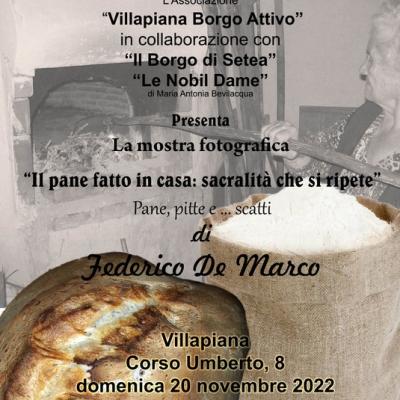 L'Associazione
“Villapiana Borgo Attivo”
in collaborazione con
“Il Borgo di Setea”
“Le Nobil Dame”
di Maria Antonia Bevilacqua
Presenta
La mostra fotografica
“Il pane fatto in casa: sacralità che si ripete”
Pane, pitte e ... scatti
di
Federico De Marco
Villapiana
Corso Umberto, 8
domenica 20 novembre 2022